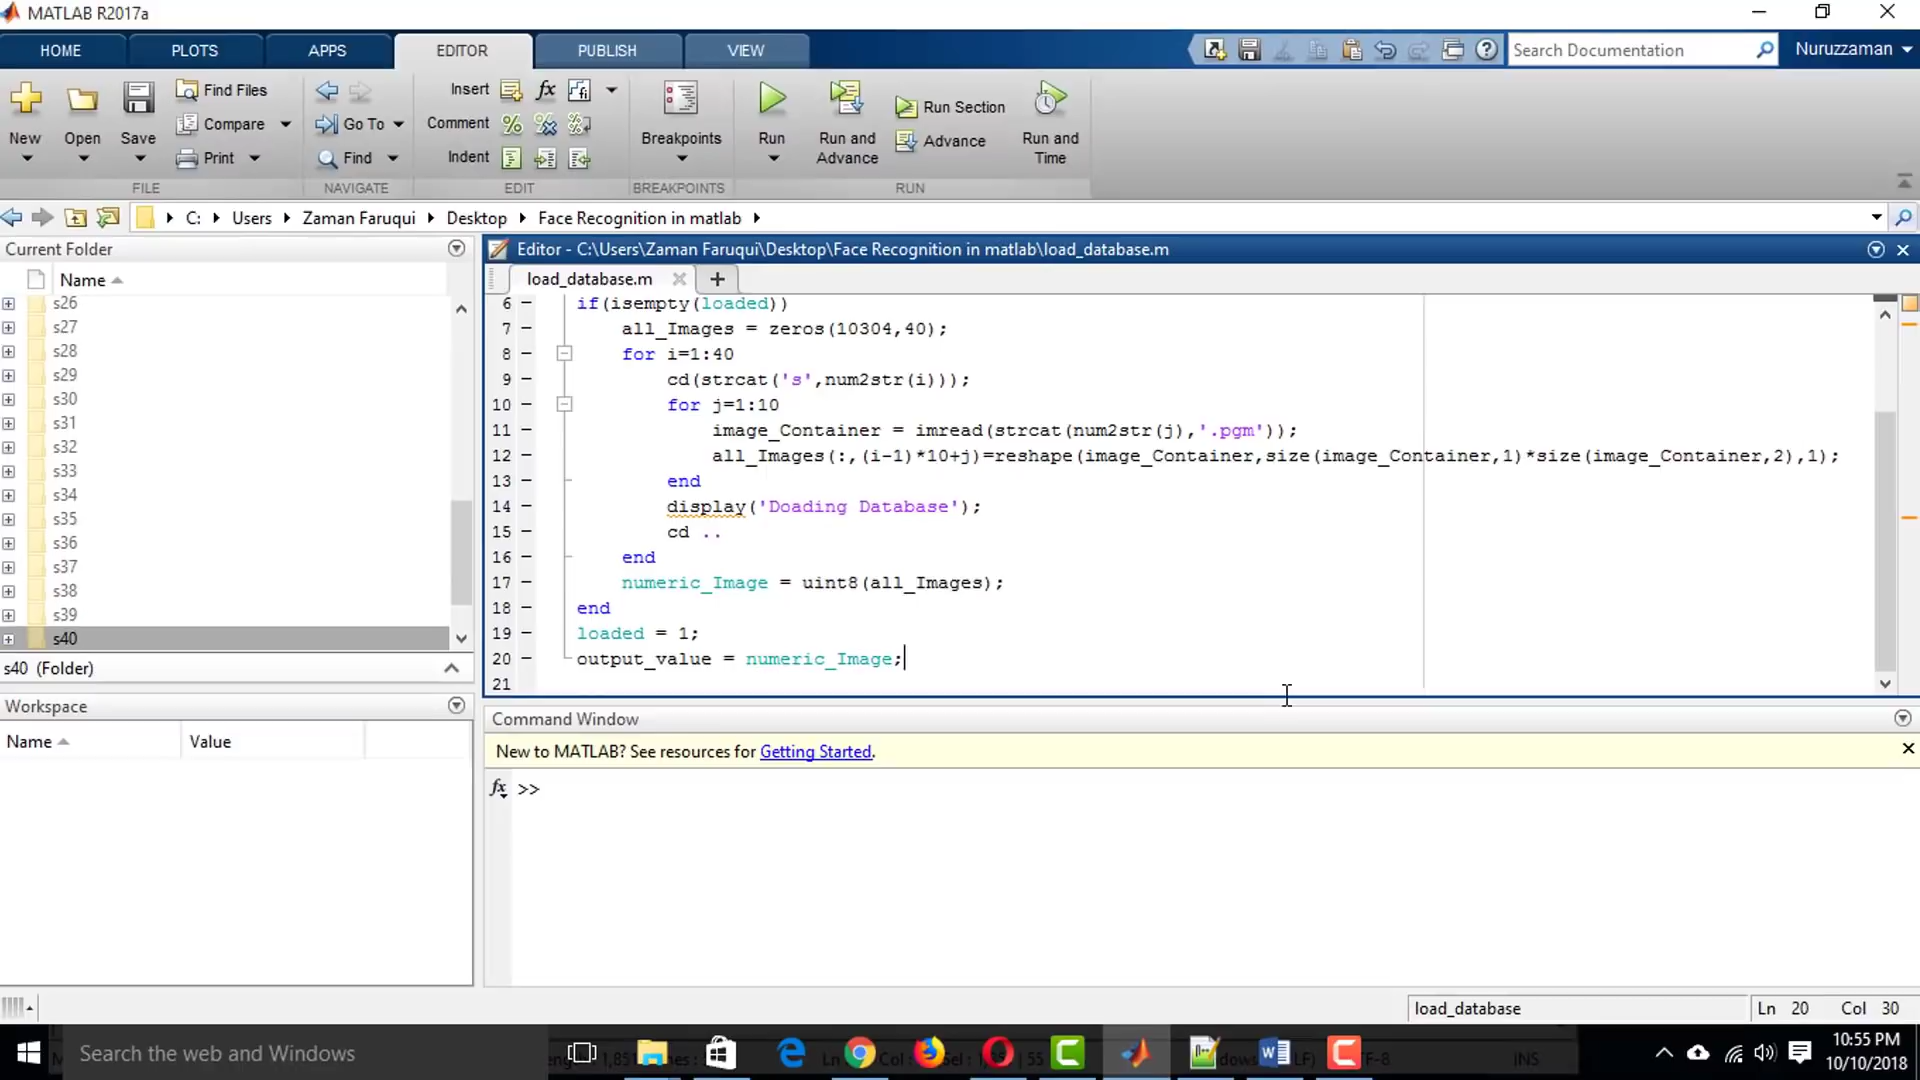 MATLAB R2017a
HOME PLOTS APPS EDITOR PUBLISH VIEW
Search Documentation
Nuruzzaman
New
Open
Save
Find Files
Compare
Print
FILE
Go To
Find
NAVIGATE
Insert
Comment
Indent
EDIT
Breakpoints
BREAKPOINTS
Run
Run and Advance
Run Section
Advance
Run and Time
RUN
C: Users Zaman Faruqui Desktop Face Recognition in matlab
Current Folder
Name
s26
s27
s28
s29
s30
s31
s32
s33
s34
s35
s36
s37
s38
s39
s40
s40 (Folder)
Workspace
Name Value
Editor - C:\Users\Zaman Faruqui\Desktop\Face Recognition in matlab\load_database.m
load_database.m
6 if(isempty(loaded))
7 all_Images = zeros(10304,40);
8 for i=1:40
9 cd(strcat('s',num2str(i)));
10 for j=1:10
11 image_Container = imread(strcat(num2str(j),'.pgm'));
12 all_Images(:,(i-1)*10+j)=reshape(image_Container,size(image_Container,1)*size(image_Container,2),1);
13 end
14 display('Doading Database');
15 cd ..
16 end
17 numeric_Image = uint8(all_Images);
18 end
19 loaded = 1;
20 output_value = numeric_Image;
21
Command Window
New to MATLAB? See resources for Getting Started.
fx >>
load_database
Ln 20 Col 30
Search the web and Windows
10:55 PM
10/10/2018